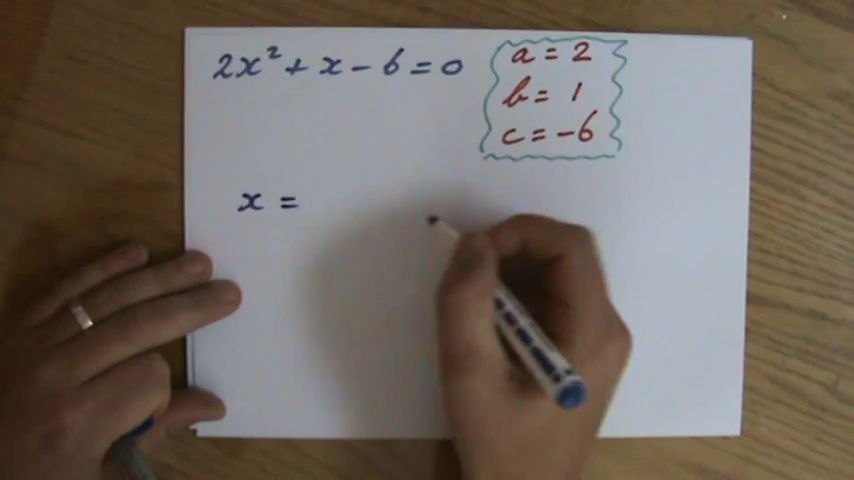 2x² + x - 6 = 0
a = 2
b = 1
c = -6
x =